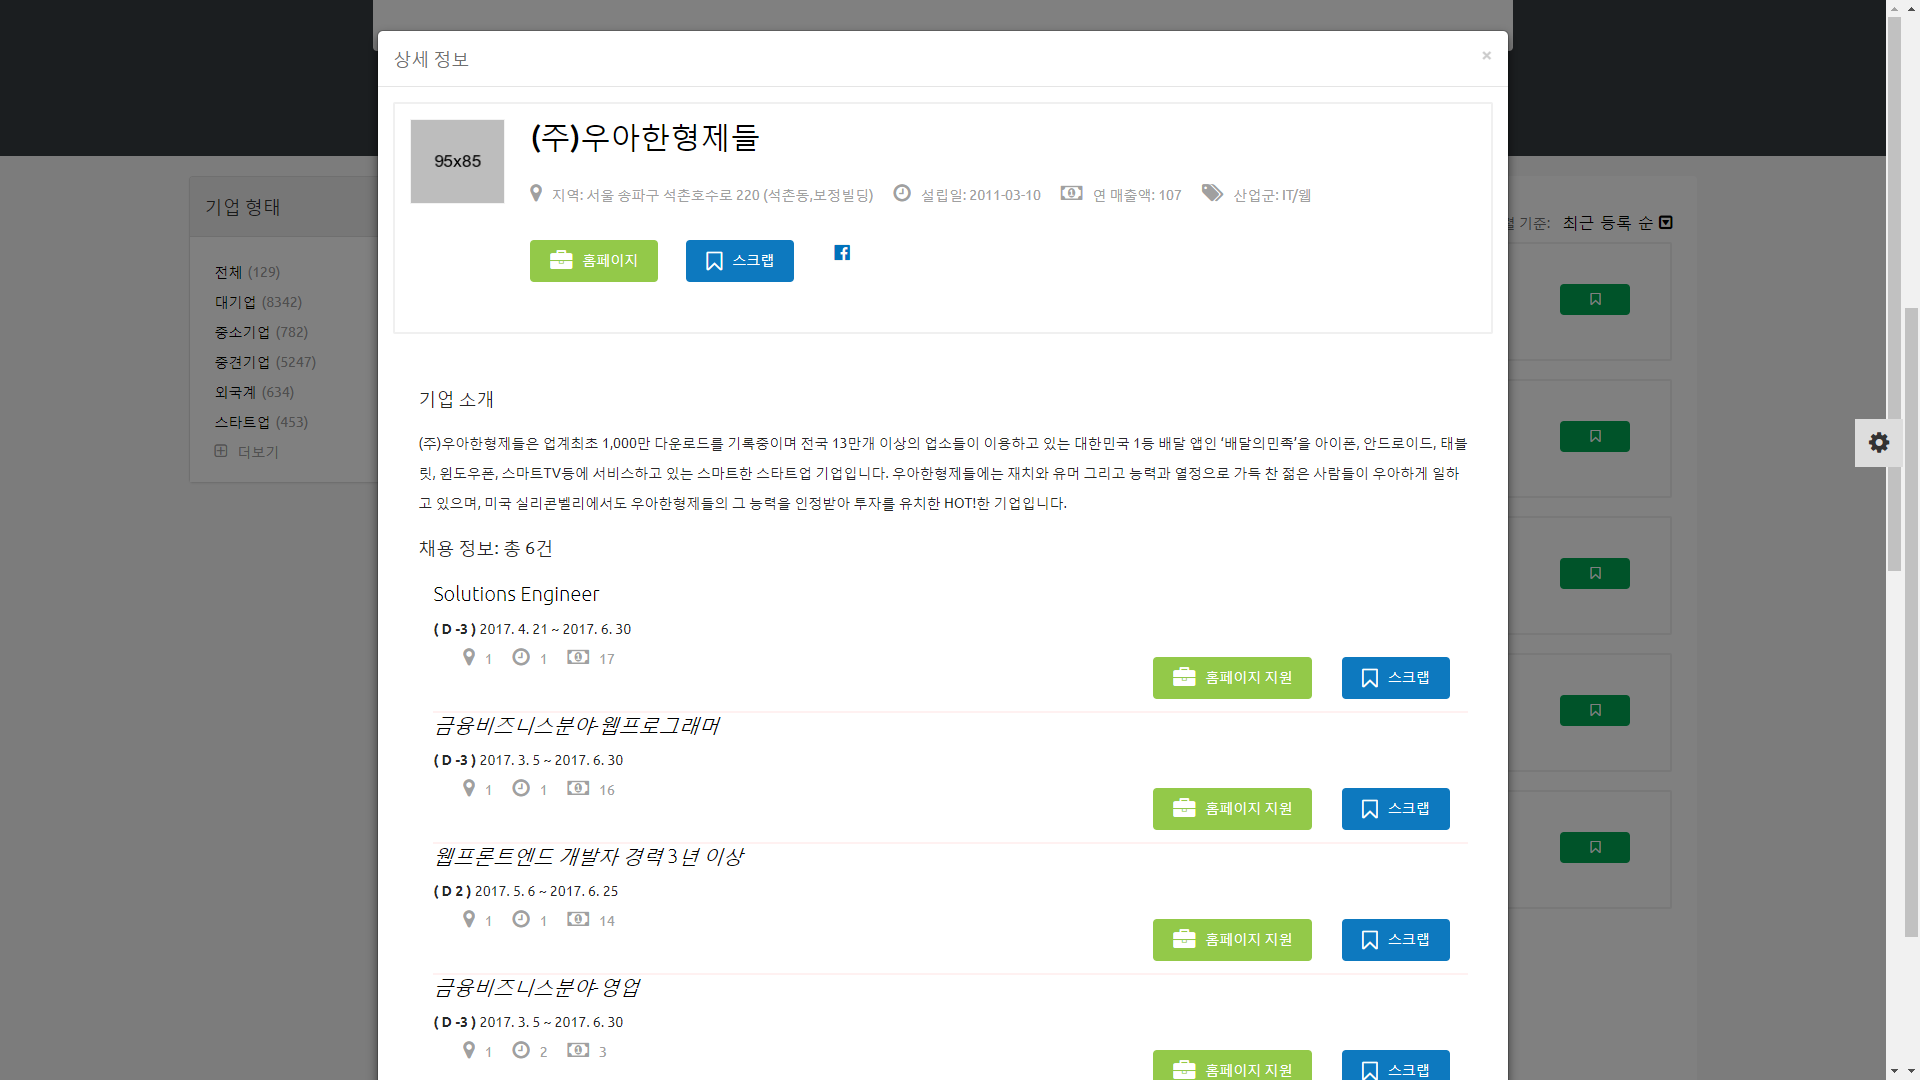 상세 정보
×
95x85
(주)우아한형제들
지역: 서울 송파구 석촌호수로 220 (석촌동,보정빌딩) 설립일: 2011-03-10 연 매출액: 107 산업군: IT/웹
홈페이지 스크랩
기업 형태
전체 (129)
대기업 (8342)
중소기업 (782)
중견기업 (5247)
외국계 (634)
스타트업 (453)
더보기
기준: 최근 등록 순
기업 소개
(주)우아한형제들은 업계최초 1,000만 다운로드를 기록중이며 전국 13만개 이상의 업소들이 이용하고 있는 대한민국 1등 배달 앱인 ‘배달의민족’을 아이폰, 안드로이드, 태블
릿, 윈도우폰, 스마트TV등에 서비스하고 있는 스마트한 스타트업 기업입니다. 우아한형제들에는 재치와 유머 그리고 능력과 열정으로 가득 찬 젊은 사람들이 우아하게 일하
고 있으며, 미국 실리콘벨리에서도 우아한형제들의 그 능력을 인정받아 투자를 유치한 HOT!한 기업입니다.
채용 정보: 총 6건
Solutions Engineer
( D -3 ) 2017. 4. 21 ~ 2017. 6. 30
1 1 17
홈페이지 지원 스크랩
금융비즈니스분야-웹프로그래머
( D -3 ) 2017. 3. 5 ~ 2017. 6. 30
1 1 16
홈페이지 지원 스크랩
웹프론트엔드 개발자 경력 3년 이상
( D 2 ) 2017. 5. 6 ~ 2017. 6. 25
1 1 14
홈페이지 지원 스크랩
금융비즈니스분야-영업
( D -3 ) 2017. 3. 5 ~ 2017. 6. 30
1 2 3
홈페이지 지원 스크랩